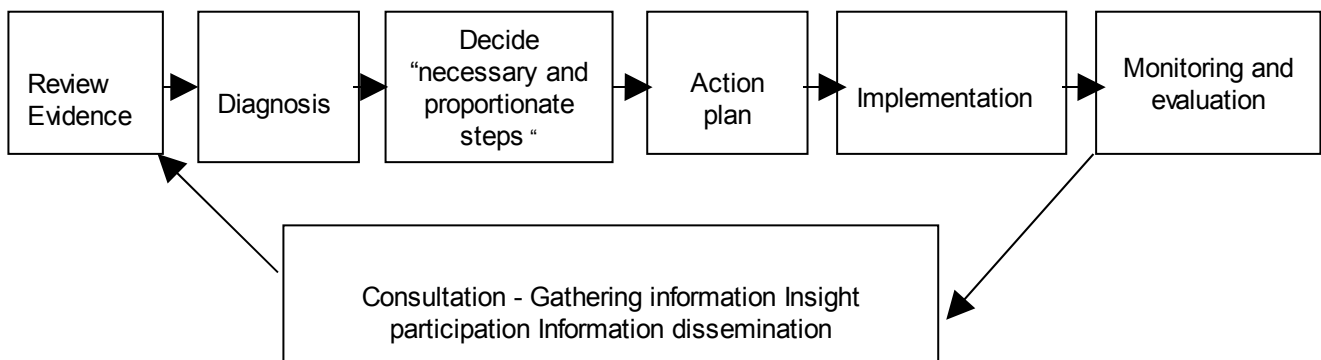 Review
Evidence
Diagnosis
Decide
“necessary and
proportionate
steps “
Action
plan
Implementation
Monitoring and
evaluation
Consultation - Gathering information Insight
participation Information dissemination